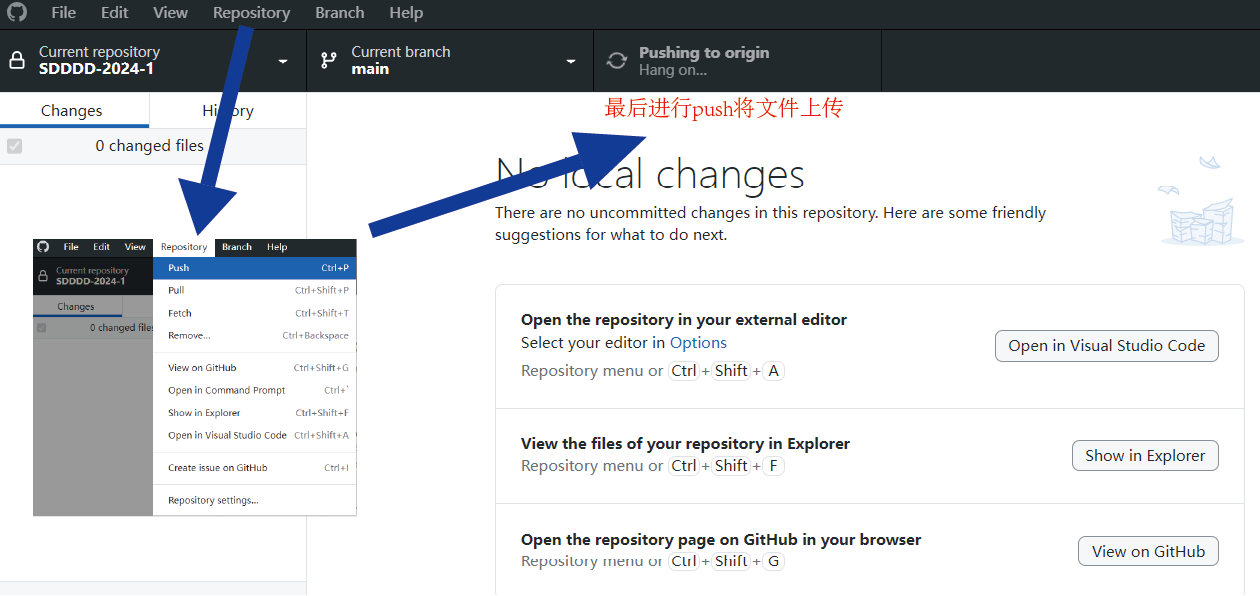 File Edit View Repository Branch Help
Current repository
SDDDD-2024-1
Current branch
main
Pushing to origin
Hang on...
Changes
History
最后进行push将文件上传
0 changed files
No local changes
There are no uncommitted changes in this repository. Here are some friendly
suggestions for what to do next.
File Edit View Repository Branch Help
Current repository
SDDDD-2024-1
Changes
0 changed files
Push Ctrl+P
Pull Ctrl+Shift+P
Fetch Ctrl+Shift+T
Remove... Ctrl+Backspace
View on GitHub Ctrl+Shift+G
Open in Command Prompt Ctrl+`
Show in Explorer Ctrl+Shift+F
Open in Visual Studio Code Ctrl+Shift+A
Create issue on GitHub Ctrl+I
Repository settings...
Open the repository in your external editor
Select your editor in Options
Repository menu or Ctrl + Shift + A
Open in Visual Studio Code
View the files of your repository in Explorer
Repository menu or Ctrl + Shift + F
Show in Explorer
Open the repository page on GitHub in your browser
Repository menu or Ctrl + Shift + G
View on GitHub